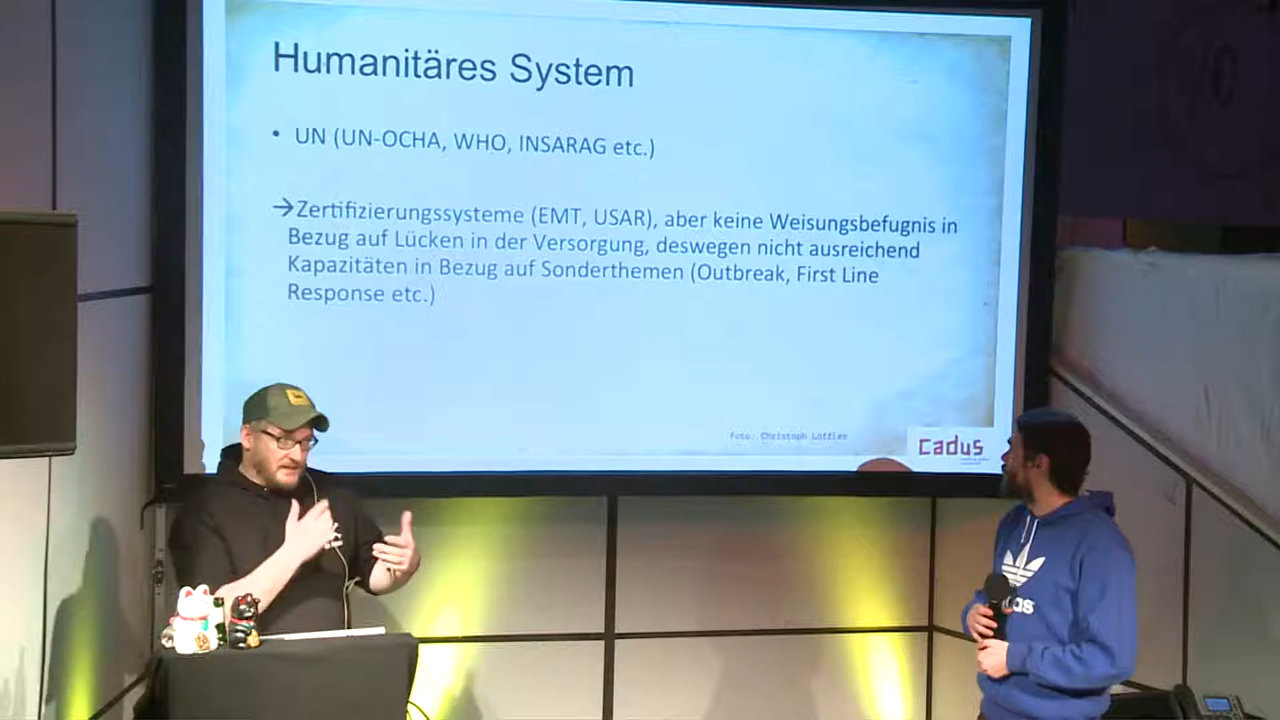 Humanitäres System
• UN (UN-OCHA, WHO, INSARAG etc.)
→Zertifizierungssysteme (EMT, USAR), aber keine Weisungsbefugnis in
Bezug auf Lücken in der Versorgung, deswegen nicht ausreichend
Kapazitäten in Bezug auf Sonderthemen (Outbreak, First Line
Response etc.)
Foto: Christoph Löffler
cadus